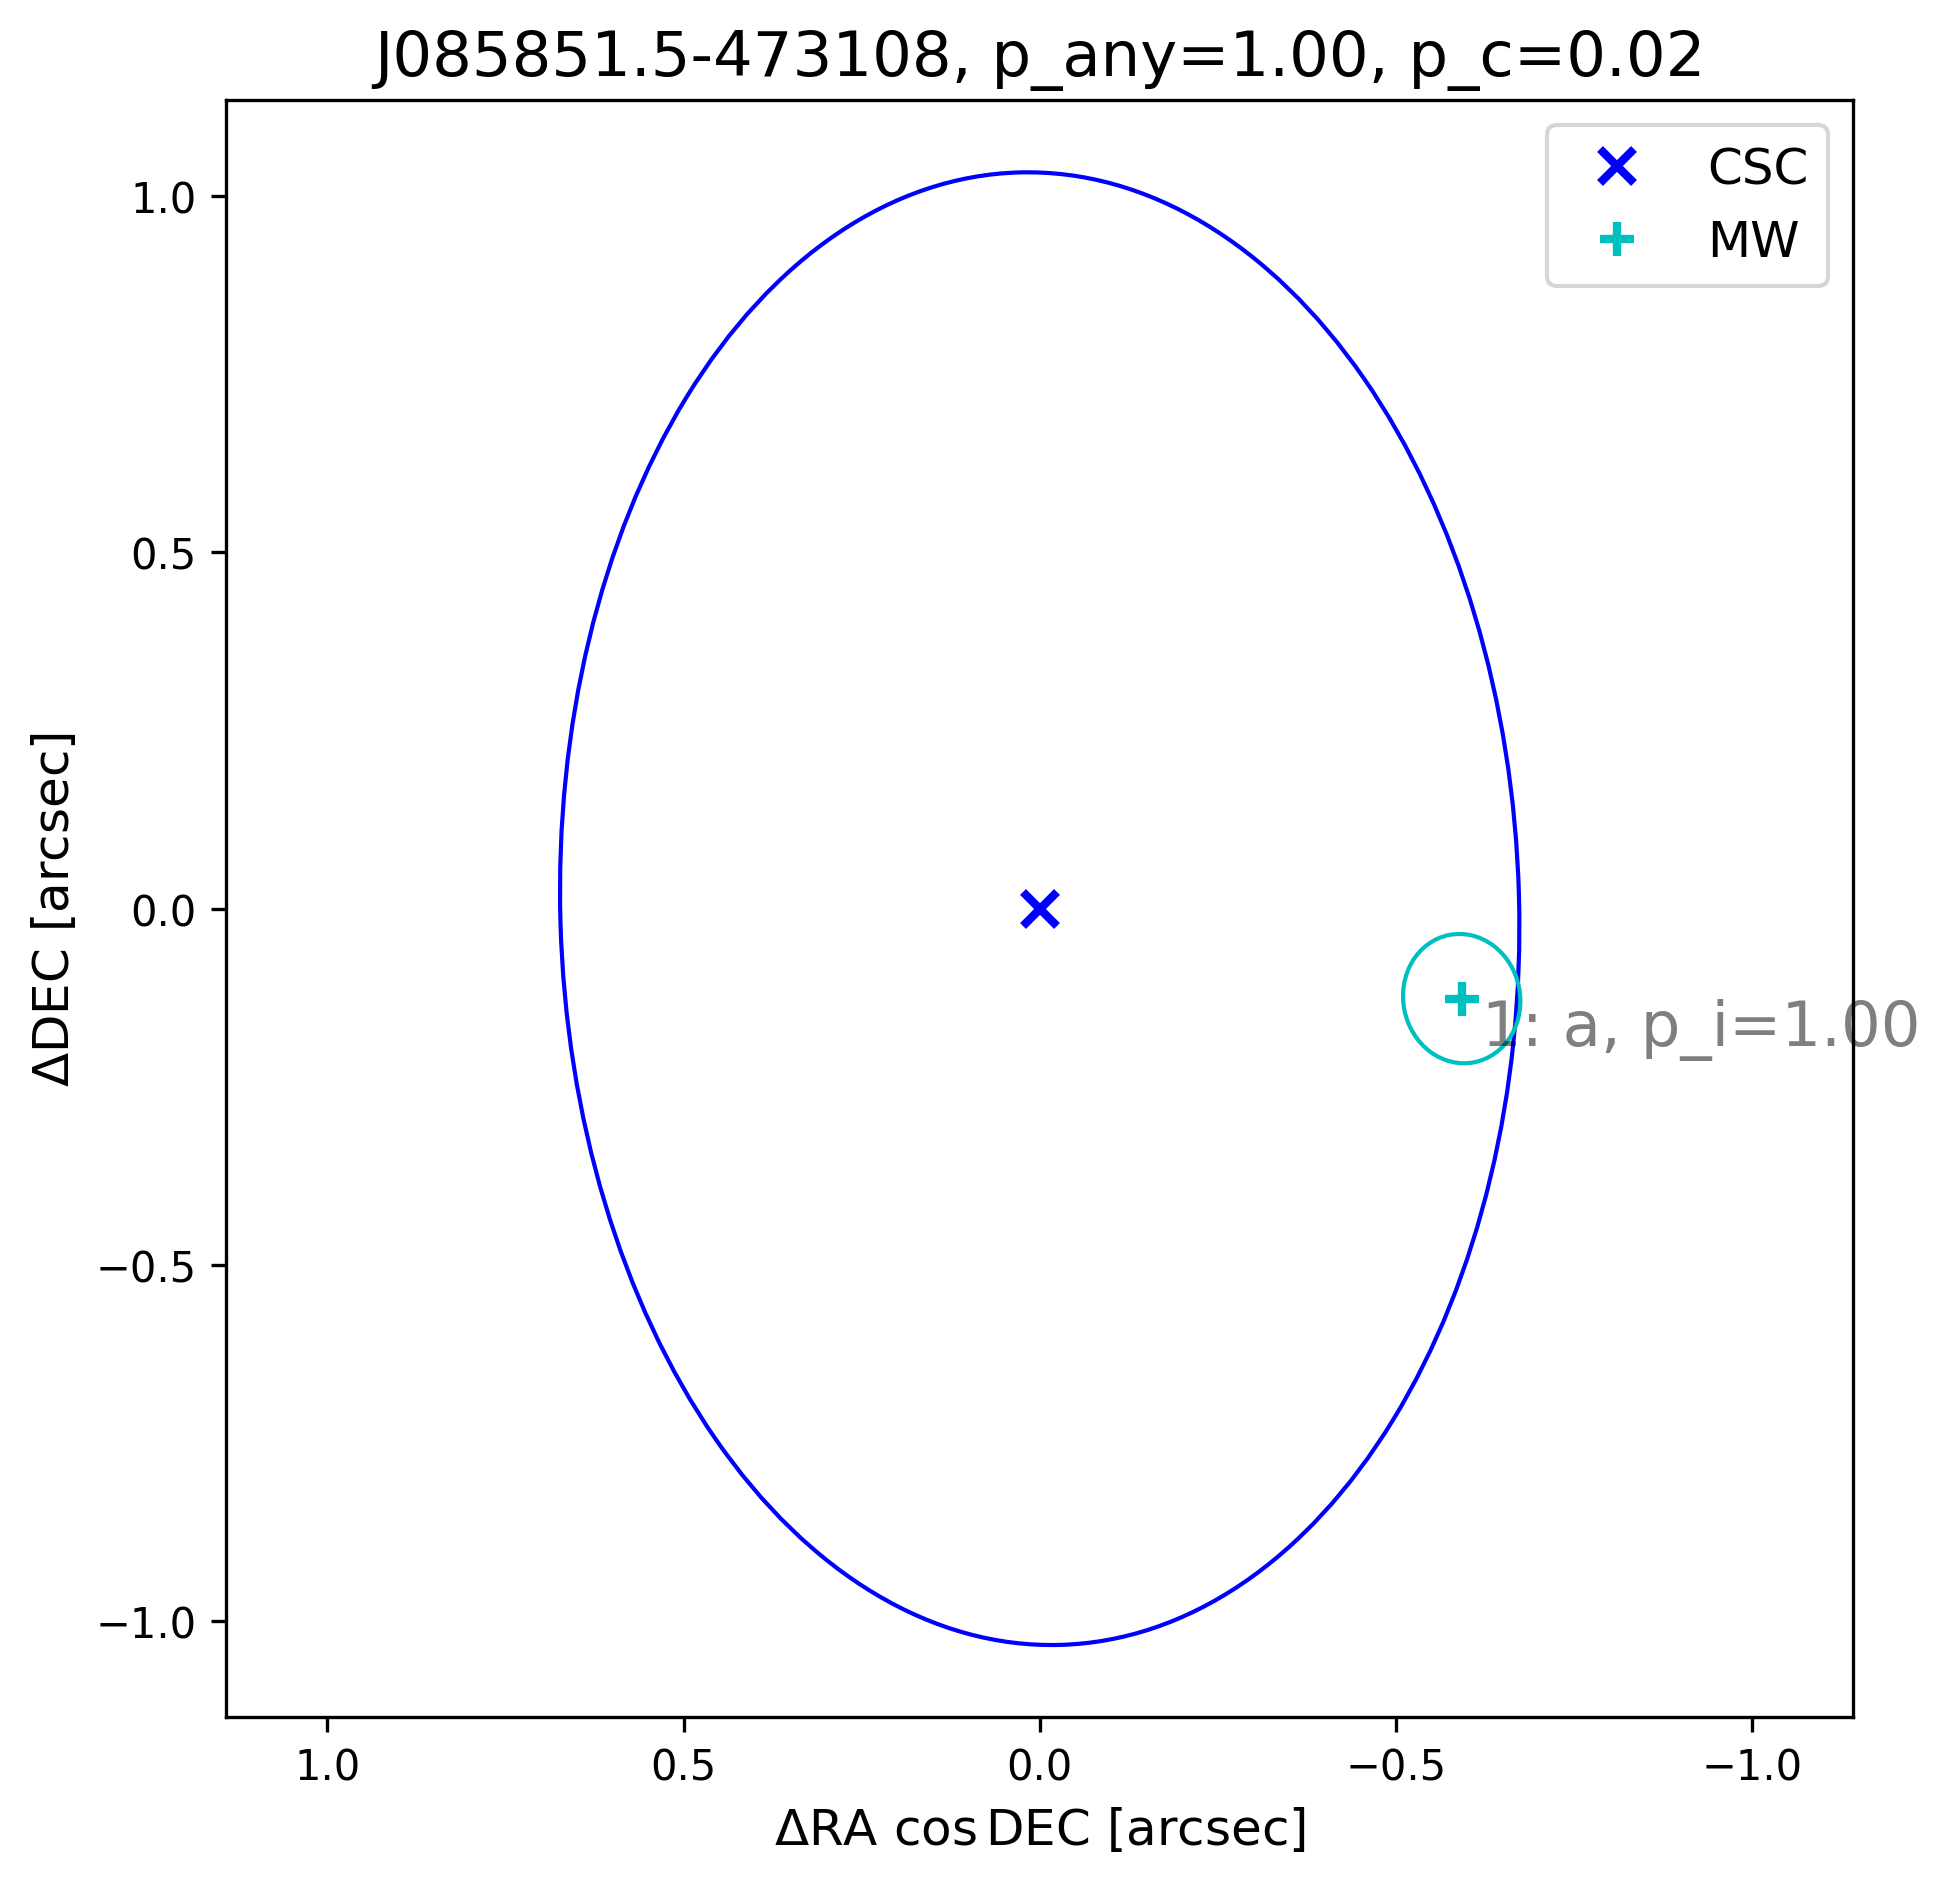 J085851.5-473108, p_any=1.00, p_c=0.02
CSC
MW
1.0
0.5
0.0
−0.5
−1.0
ΔDEC [arcsec]
1: a, p_i=1.00
1.0
0.5
0.0
−0.5
−1.0
ΔRA cos DEC [arcsec]